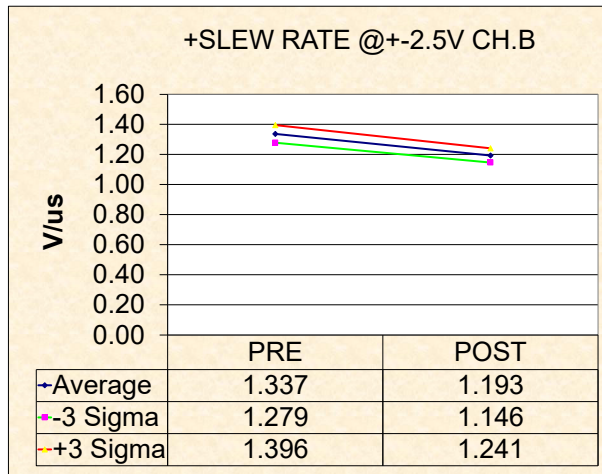 +SLEW RATE @+-2.5V CH.B
V/us
1.60
1.40
1.20
1.00
0.80
0.60
0.40
0.20
0.00
PRE POST
Average 1.337 1.193
-3 Sigma 1.279 1.146
+3 Sigma 1.396 1.241